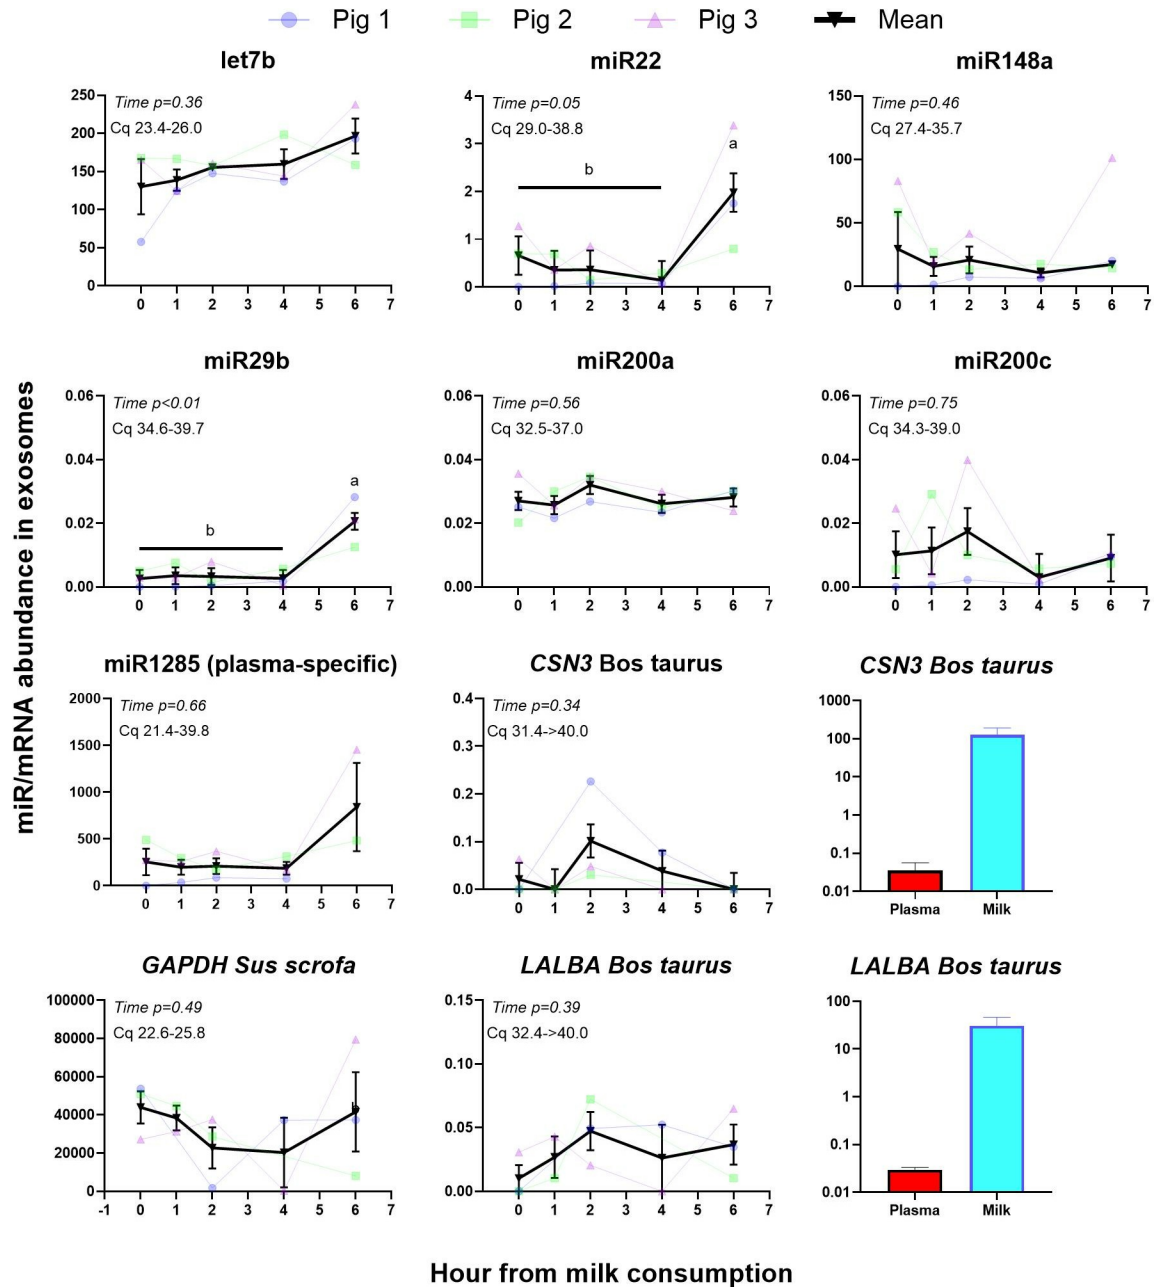 Pig 1 Pig 2 Pig 3 Mean
let7b
Time p=0.36
Cq 23.4-26.0
250
200
150
100
50
0
0 1 2 3 4 5 6 7
miR22
Time p=0.05
Cq 29.0-38.8
a
b
4
3
2
1
0
0 1 2 3 4 5 6 7
miR148a
Time p=0.46
Cq 27.4-35.7
150
100
50
0
0 1 2 3 4 5 6 7
miR/mRNA abundance in exosomes
miR29b
Time p<0.01
Cq 34.6-39.7
a
b
0.06
0.04
0.02
0.00
0 1 2 3 4 5 6 7
miR200a
Time p=0.56
Cq 32.5-37.0
0.06
0.04
0.02
0.00
0 1 2 3 4 5 6 7
miR200c
Time p=0.75
Cq 34.3-39.0
0.06
0.04
0.02
0.00
0 1 2 3 4 5 6 7
miR1285 (plasma-specific)
Time p=0.66
Cq 21.4-39.8
2000
1500
1000
500
0
0 1 2 3 4 5 6 7
CSN3 Bos taurus
Time p=0.34
Cq 31.4->40.0
0.4
0.3
0.2
0.1
0.0
0 1 2 3 4 5 6 7
CSN3 Bos taurus
1000
100
10
1
0.1
0.01
Plasma Milk
GAPDH Sus scrofa
Time p=0.49
Cq 22.6-25.8
b
100000
80000
60000
40000
20000
0
-1 0 1 2 3 4 5 6 7
LALBA Bos taurus
Time p=0.39
Cq 32.4->40.0
0.15
0.10
0.05
0.00
0 1 2 3 4 5 6 7
LALBA Bos taurus
100
10
1
0.1
0.01
Plasma Milk
Hour from milk consumption